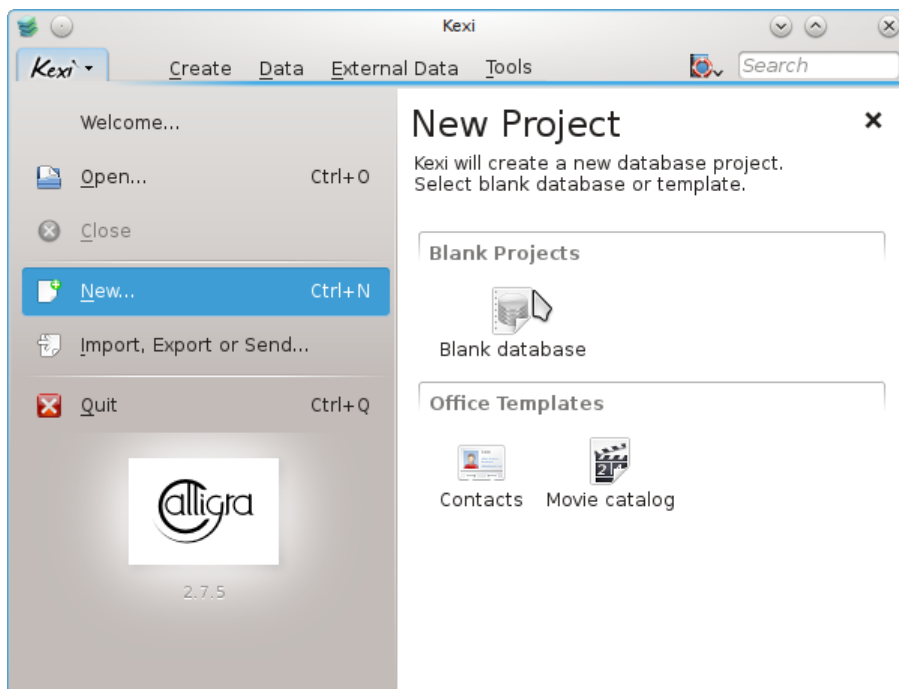 Kexi
Kexi Create Data External Data Tools Search
Welcome...
Open... Ctrl+O
Close
New... Ctrl+N
Import, Export or Send...
Quit Ctrl+Q
Calligra
2.7.5
New Project
Kexi will create a new database project.
Select blank database or template.
Blank Projects
Blank database
Office Templates
Contacts Movie catalog